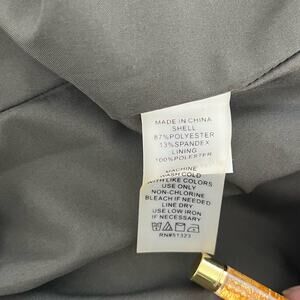 MADE IN CHINA
SHELL
87%POLYESTER
13%SPANDEX
LINING
100%POLYESTER
MACHINE
WASH COLD
WITH LIKE COLORS
USE ONLY
NON-CHLORINE
BLEACH IF NEEDED
LINE DRY
USE LOW IRON
IF NECESSARY
RN#51323